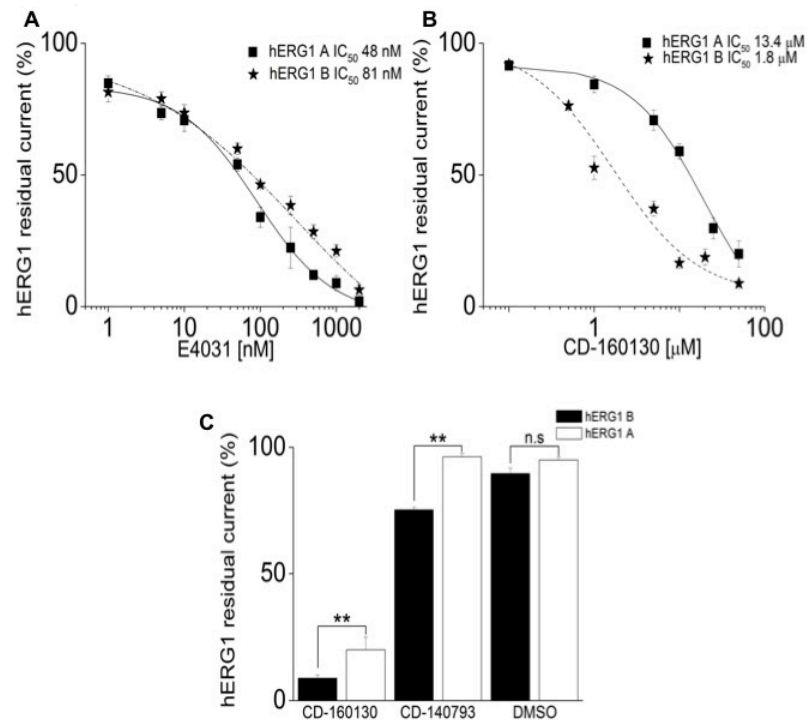 A
hERG1 residual current (%)
100
50
0
■ hERG1 A IC50 48 nM
★ hERG1 B IC50 81 nM
1 10 100 1000
E4031 [nM]
B
hERG1 residual current (%)
100
50
0
■ hERG1 A IC50 13.4 μM
★ hERG1 B IC50 1.8 μM
1 100
CD-160130 [μM]
C
hERG1 residual current (%)
100
50
0
hERG1 B
hERG1 A
** ** n.s
CD-160130 CD-140793 DMSO